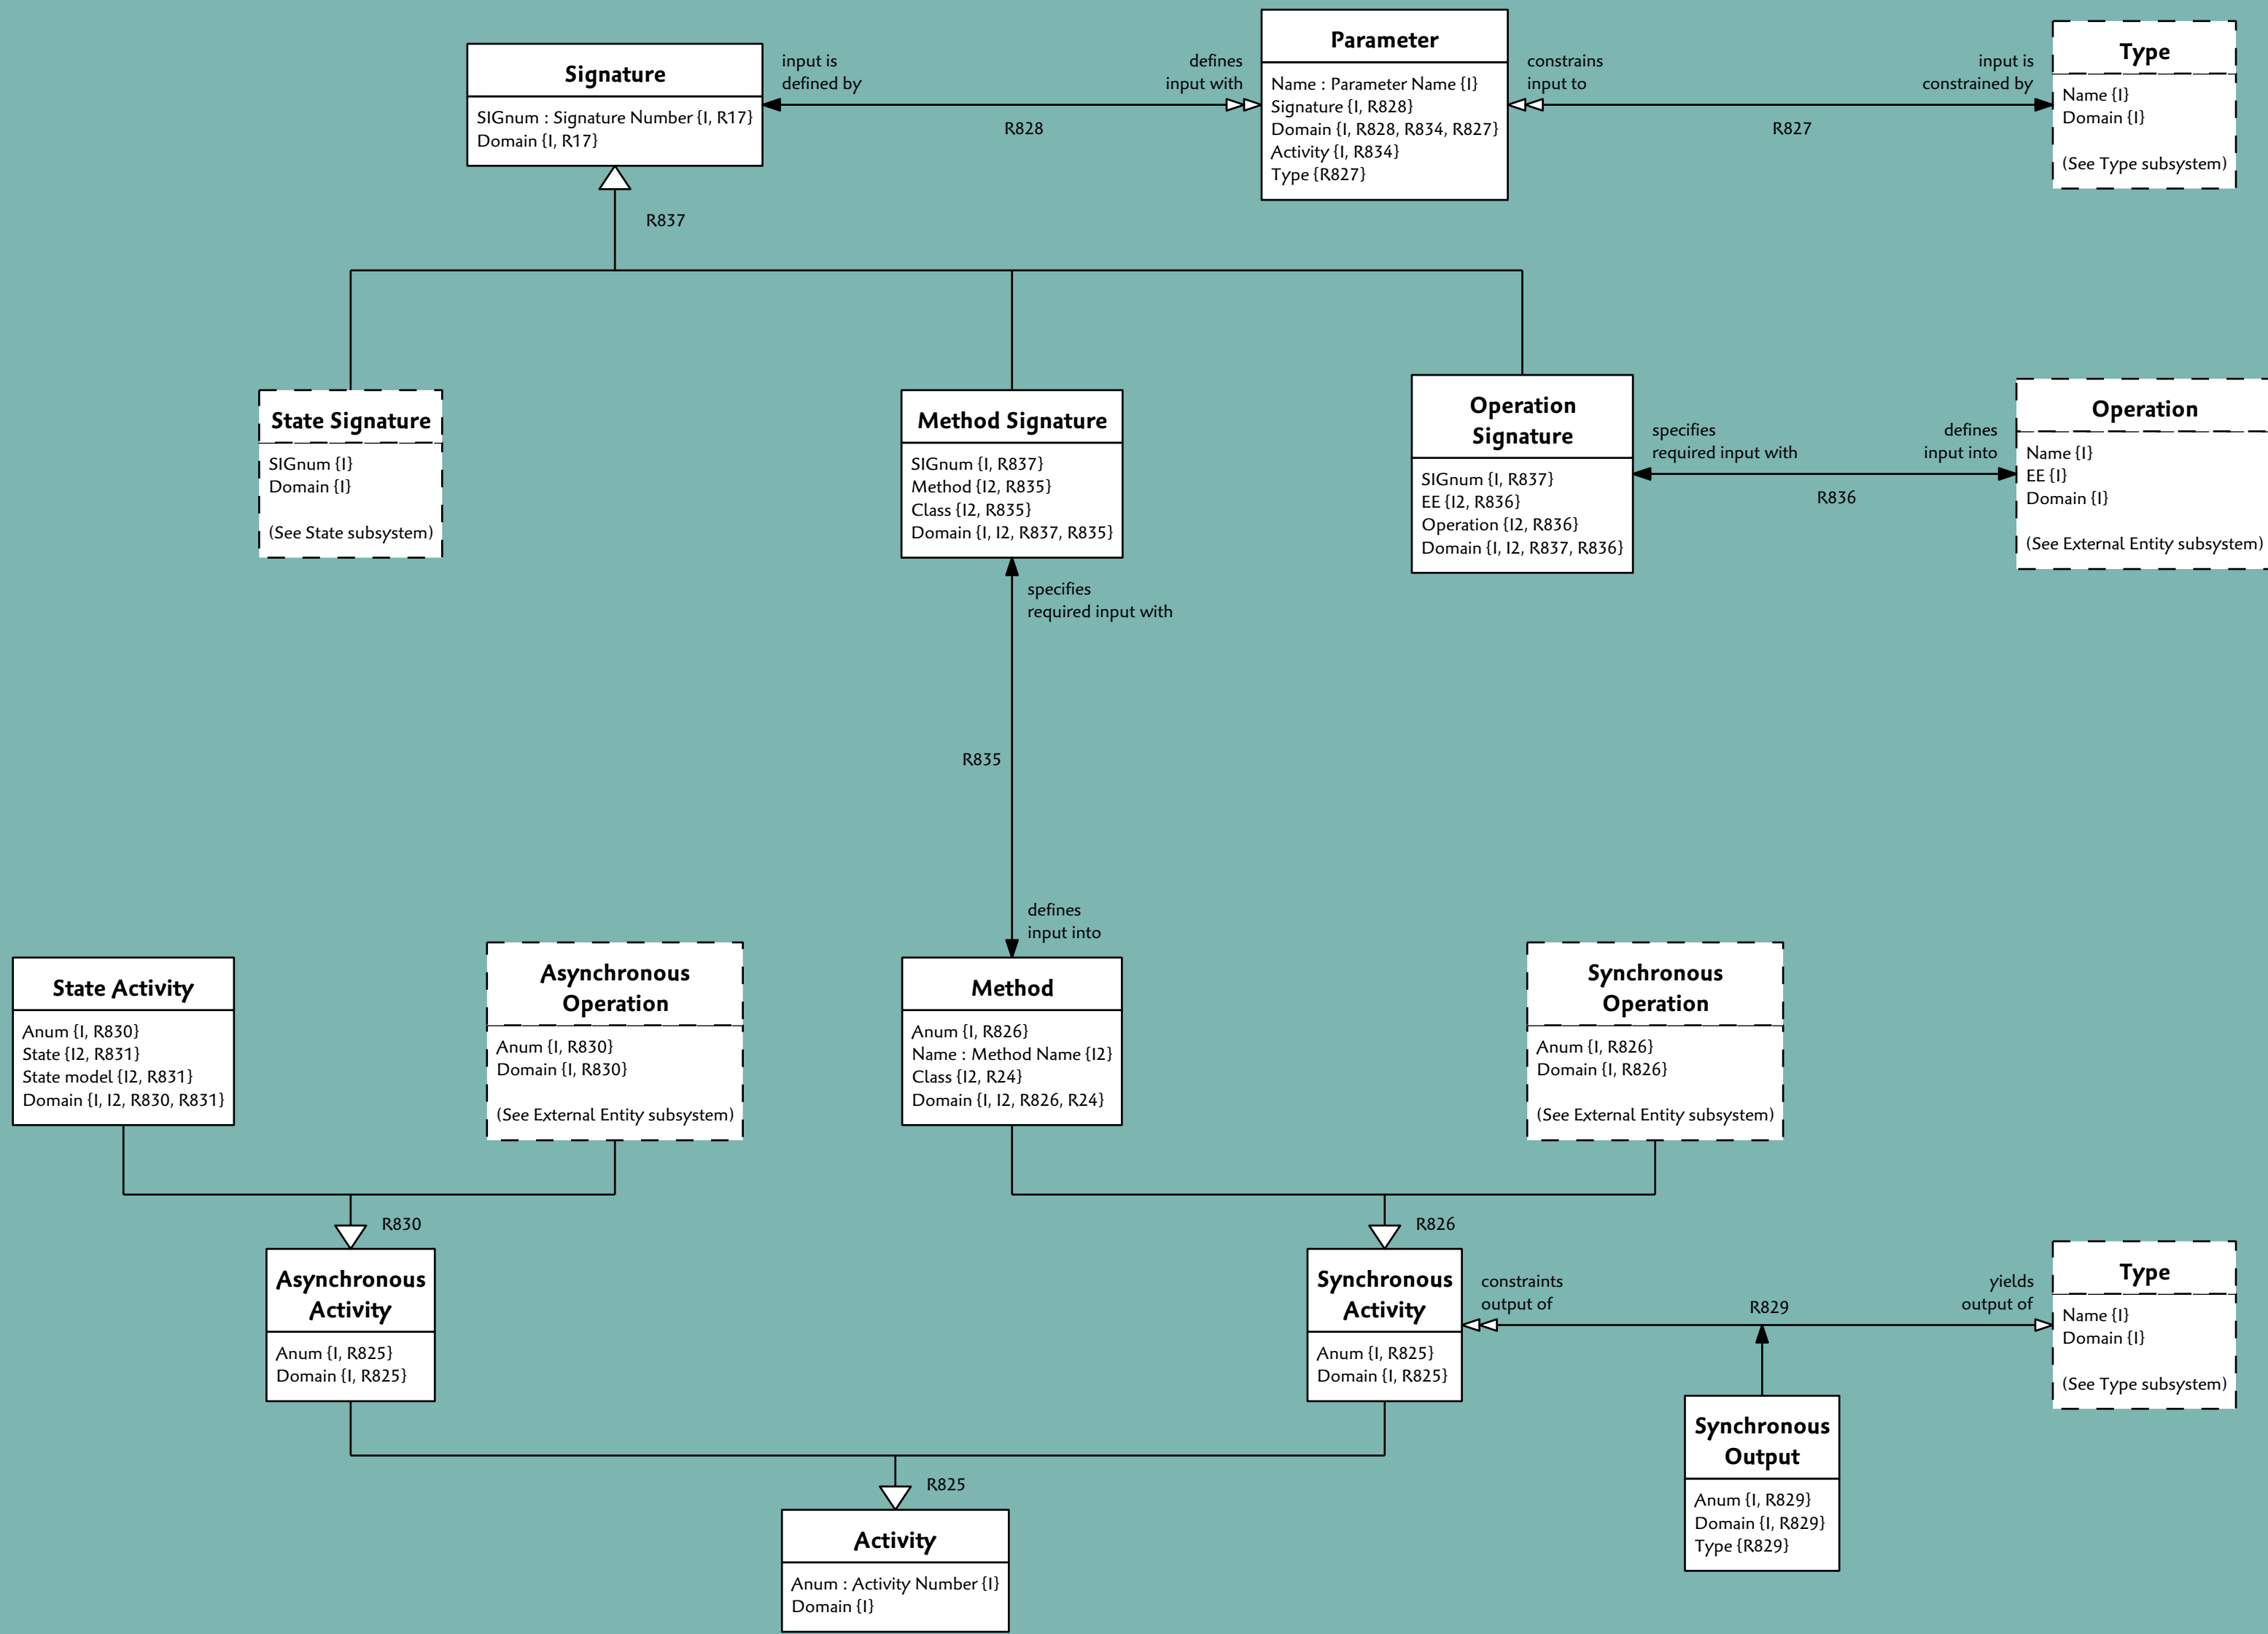 Signature
SIGnum : Signature Number {I, R17}
Domain {I, R17}
input is
defined by
defines
input with
R828
Parameter
Name : Parameter Name {I}
Signature {I, R828}
Domain {I, R828, R834, R827}
Activity {I, R834}
Type {R827}
constrains
input to
input is
constrained by
R827
Type
Name {I}
Domain {I}
(See Type subsystem)
R837
State Signature
SIGnum {I}
Domain {I}
(See State subsystem)
Method Signature
SIGnum {I, R837}
Method {I2, R835}
Class {I2, R835}
Domain {I, I2, R837, R835}
Operation
Signature
SIGnum {I, R837}
EE {I2, R836}
Operation {I2, R836}
Domain {I, I2, R837, R836}
specifies
required input with
defines
input into
R836
Operation
Name {I}
EE {I}
Domain {I}
(See External Entity subsystem)
specifies
required input with
R835
defines
input into
State Activity
Anum {I, R830}
State {I2, R831}
State model {I2, R831}
Domain {I, I2, R830, R831}
Asynchronous
Operation
Anum {I, R830}
Domain {I, R830}
(See External Entity subsystem)
Method
Anum {I, R826}
Name : Method Name {I2}
Class {I2, R24}
Domain {I, I2, R826, R24}
Synchronous
Operation
Anum {I, R826}
Domain {I, R826}
(See External Entity subsystem)
R830
R826
Asynchronous
Activity
Anum {I, R825}
Domain {I, R825}
Synchronous
Activity
Anum {I, R825}
Domain {I, R825}
constraints
output of
R829
yields
output of
Type
Name {I}
Domain {I}
(See Type subsystem)
Synchronous
Output
Anum {I, R829}
Domain {I, R829}
Type {R829}
R825
Activity
Anum : Activity Number {I}
Domain {I}